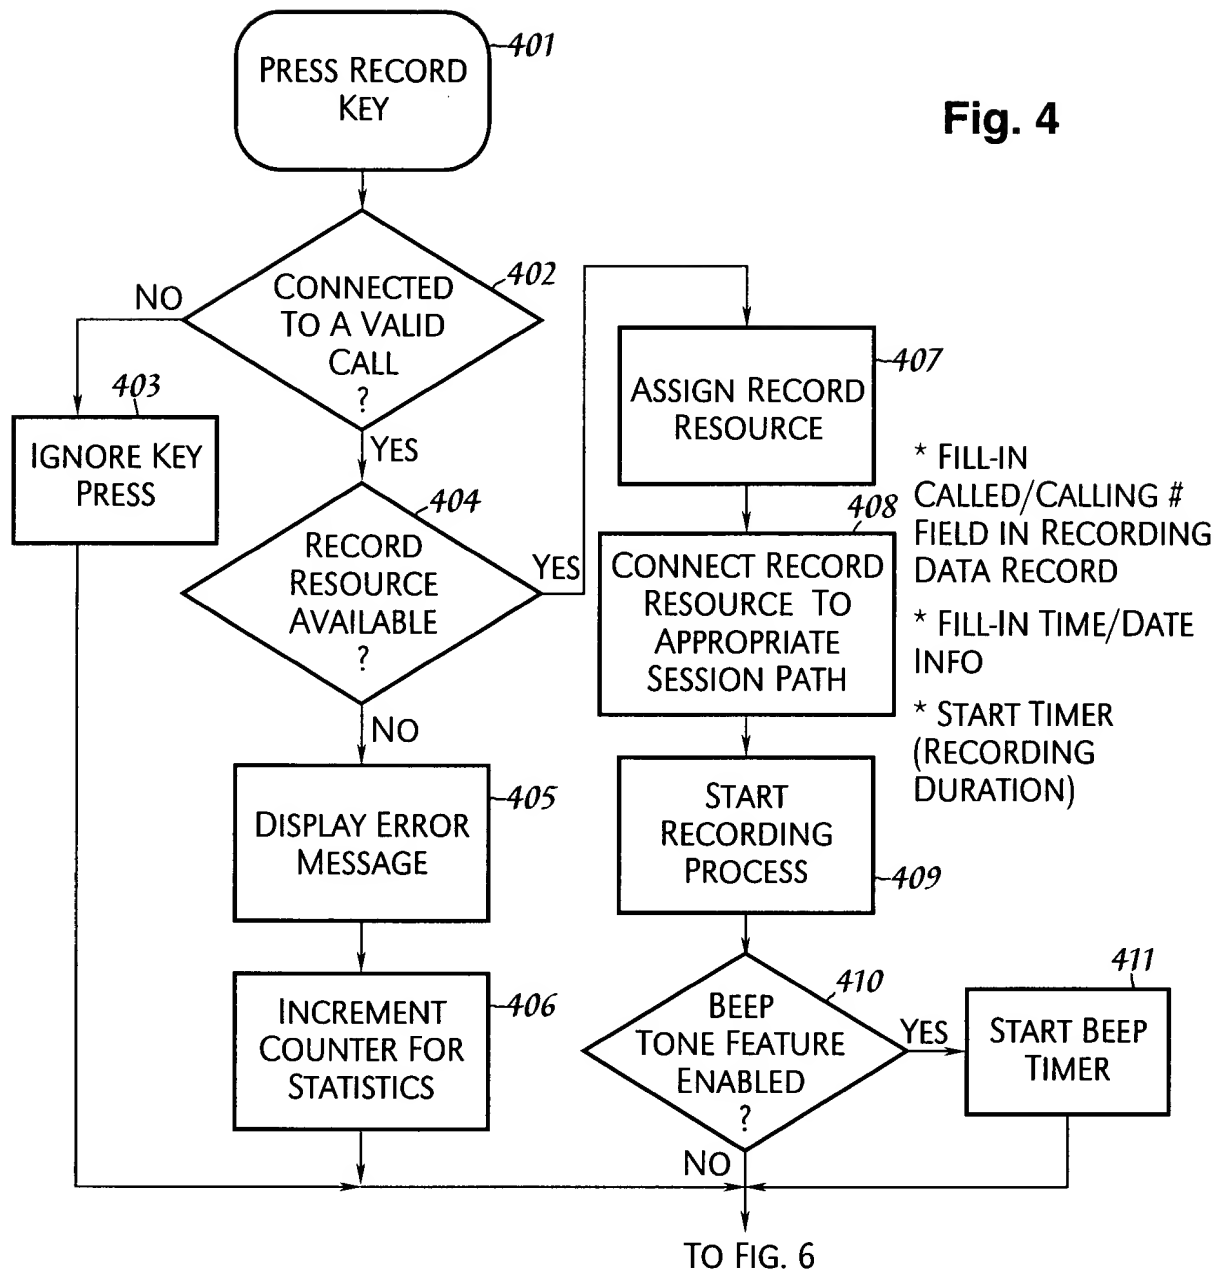 401
PRESS RECORD
KEY
Fig. 4
402
CONNECTED
TO A VALID
CALL
?
NO
YES
403
IGNORE KEY
PRESS
404
RECORD
RESOURCE
AVAILABLE
?
YES
NO
405
DISPLAY ERROR
MESSAGE
406
INCREMENT
COUNTER FOR
STATISTICS
407
ASSIGN RECORD
RESOURCE
408
CONNECT RECORD
RESOURCE TO
APPROPRIATE
SESSION PATH
* FILL-IN
CALLED/CALLING #
FIELD IN RECORDING
DATA RECORD
* FILL-IN TIME/DATE
INFO
* START TIMER
(RECORDING
DURATION)
START
RECORDING
PROCESS
409
410
BEEP
TONE FEATURE
ENABLED
?
YES
NO
411
START BEEP
TIMER
TO FIG. 6